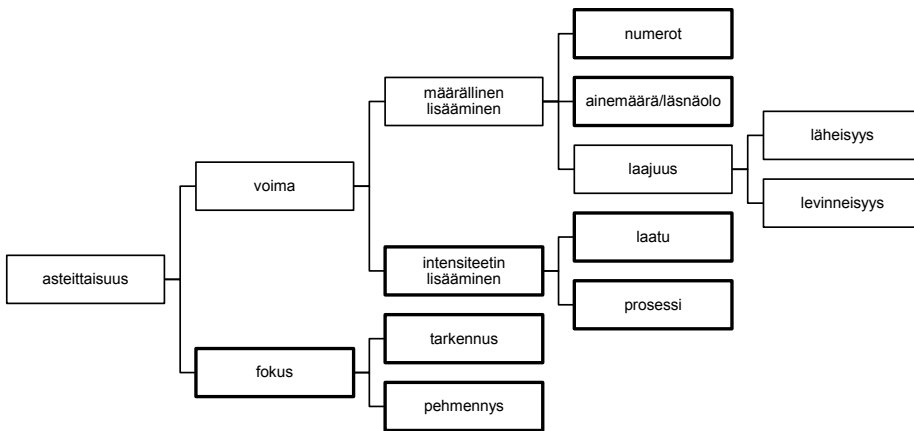 numerot
määrällinen
lisääminen
ainemäärä/läsnäolo
läheisyys
voima
laajuus
levinneisyys
laatu
asteittaisuus
intensiteetin
lisääminen
prosessi
tarkennus
fokus
pehmennys